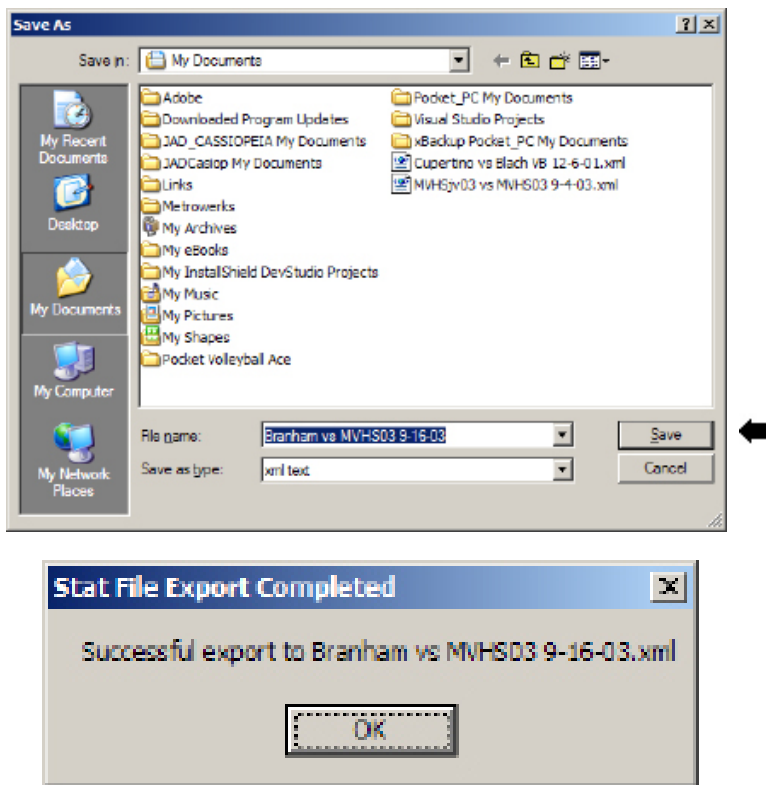 Save As
Save in: My Documents
My Recent
Documents
Desktop
My Documents
My Computer
My Network
Places
Adobe
Downloaded Program Updates
JAD_CASSIOPEIA My Documents
JADCasiop My Documents
Links
Metrowerks
My Archives
My eBooks
My InstallShield DevStudio Projects
My Music
My Pictures
My Shapes
Pocket Volleyball Ace
Pocket_PC My Documents
Visual Studio Projects
xBackup Pocket_PC My Documents
Cupertino vs Blach VB 12-6-01.xml
MVHSjv03 vs MVHS03 9-4-03.xml
File name: Branham vs MVHS03 9-16-03 Save
Save as type: xml text Cancel
Stat File Export Completed
Successful export to Branham vs MVHS03 9-16-03.xml
OK